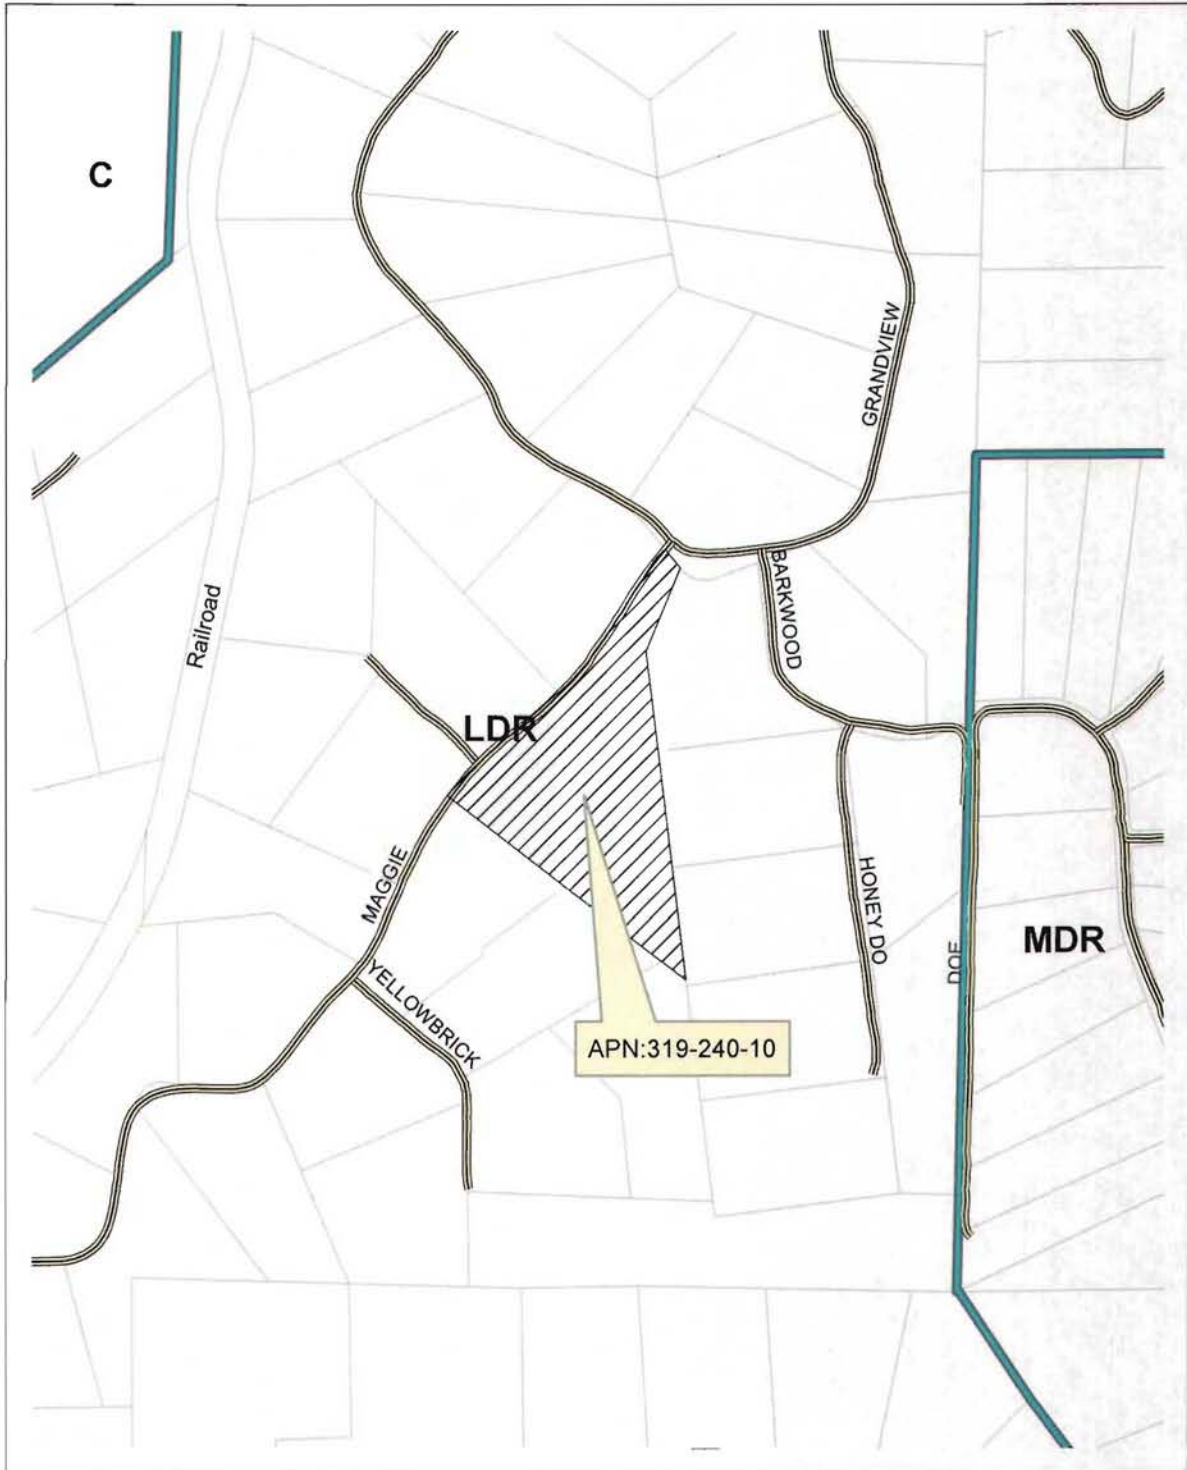 C
GRANDVIEW
BARKWOOD
Railroad
LDR
MAGGIE
HONEY DO
DOE
MDR
YELLOWBRICK
APN:319-240-10